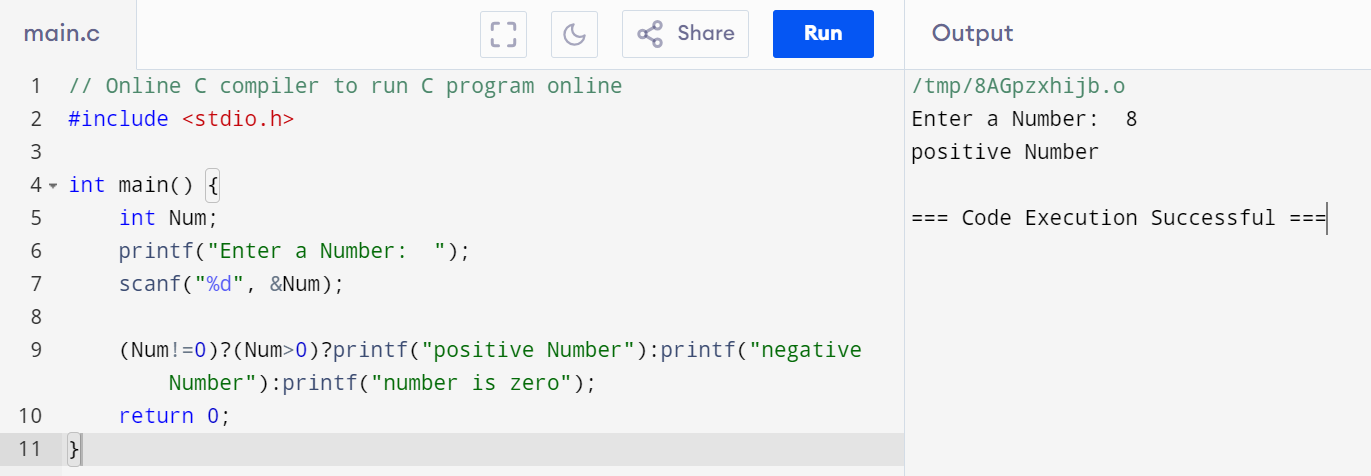 main.c
Share
Run
Output
1 // Online C compiler to run C program online
2 #include <stdio.h>
3
4 int main() {
5 int Num;
6 printf("Enter a Number:  ");
7 scanf("%d", &Num);
8
9 (Num!=0)?(Num>0)?printf("positive Number"):printf("negative
Number"):printf("number is zero");
10 return 0;
11 }
/tmp/8AGpzxhijb.o
Enter a Number:  8
positive Number
=== Code Execution Successful ===